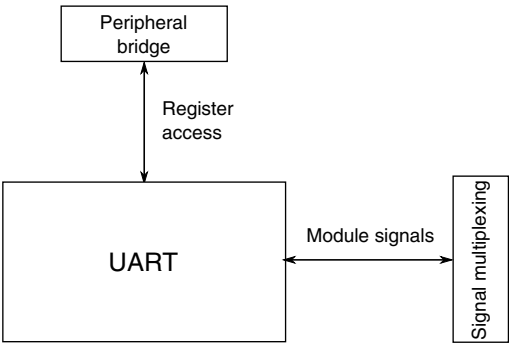 Peripheral
bridge
Register
access
UART
Module signals
Signal multiplexing